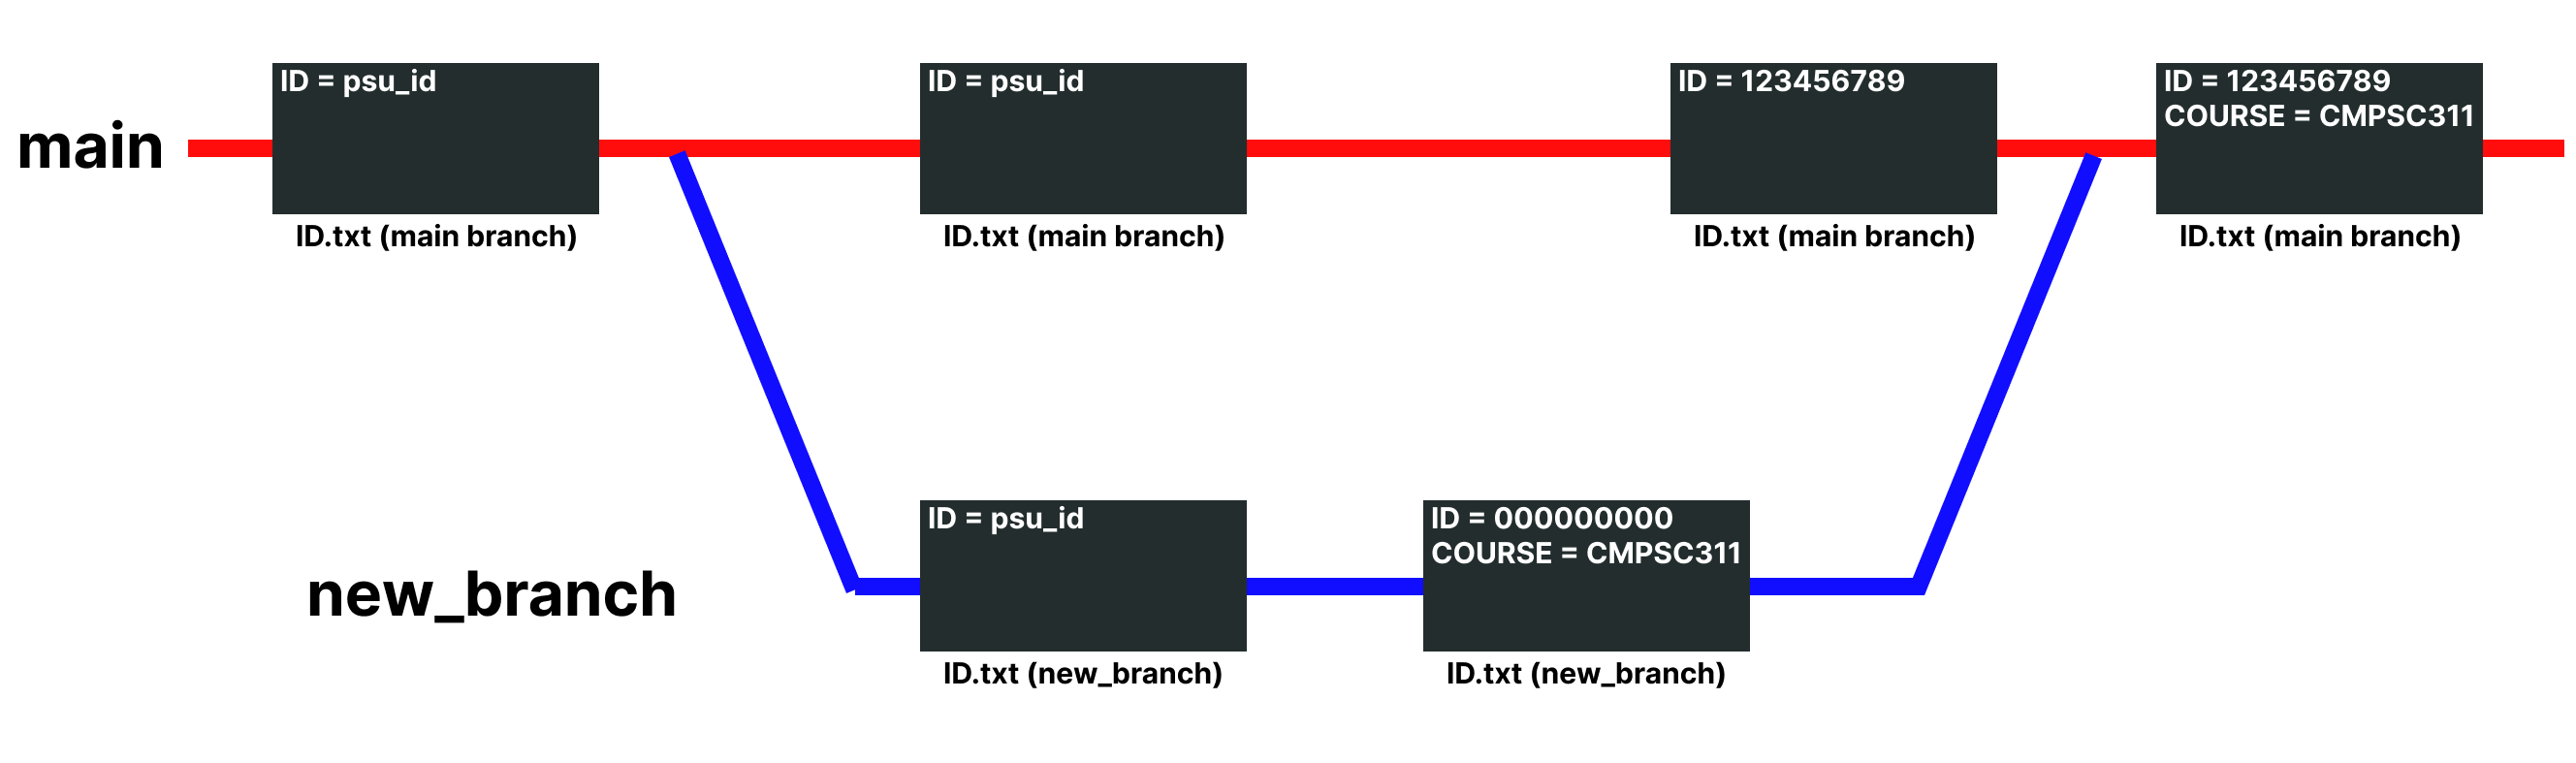 main
ID = psu_id
ID.txt (main branch)
ID = psu_id
ID.txt (main branch)
ID = 123456789
ID.txt (main branch)
ID = 123456789
COURSE = CMPSC311
ID.txt (main branch)
new_branch
ID = psu_id
ID.txt (new_branch)
ID = 000000000
COURSE = CMPSC311
ID.txt (new_branch)